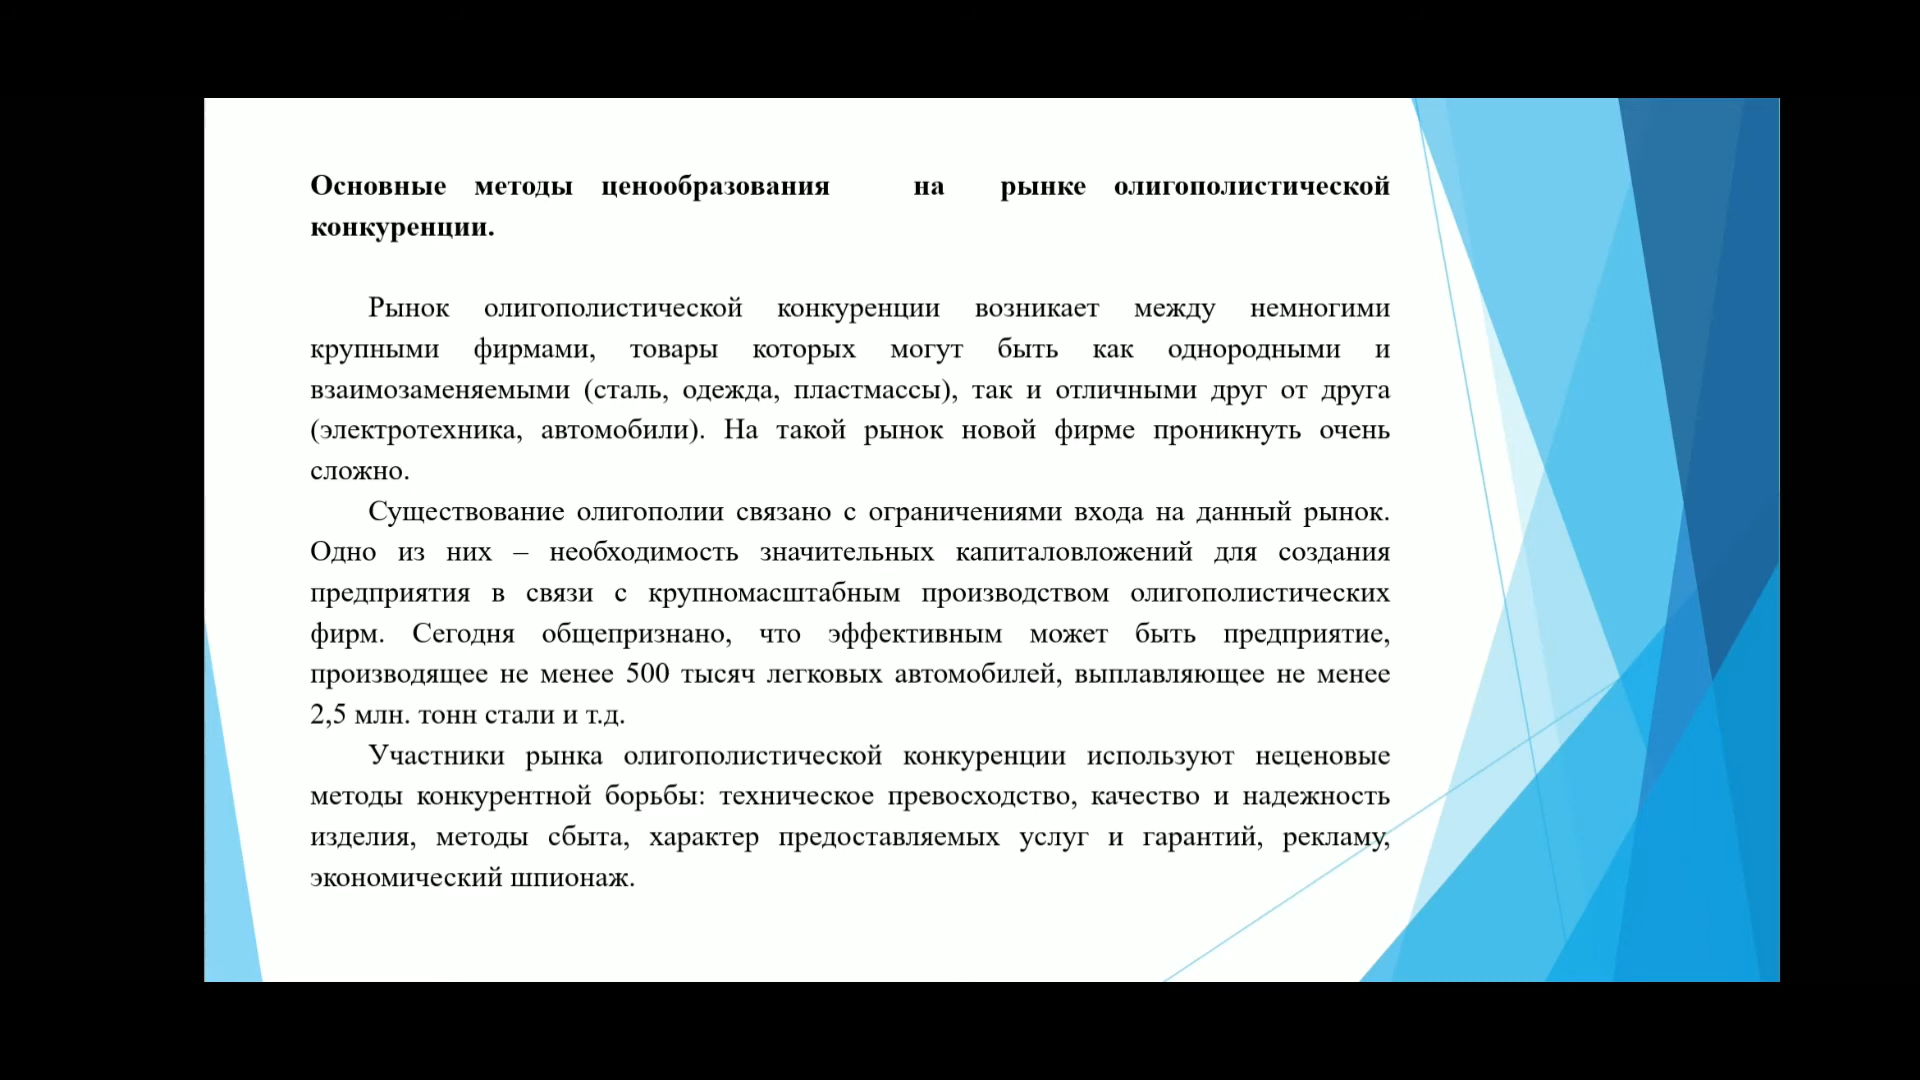 Основные методы ценообразования на рынке олигополистической
конкуренции.
Рынок олигополистической конкуренции возникает между немногими
крупными фирмами, товары которых могут быть как однородными и
взаимозаменяемыми (сталь, одежда, пластмассы), так и отличными друг от друга
(электротехника, автомобили). На такой рынок новой фирме проникнуть очень
сложно.
Существование олигополии связано с ограничениями входа на данный рынок.
Одно из них – необходимость значительных капиталовложений для создания
предприятия в связи с крупномасштабным производством олигополистических
фирм. Сегодня общепризнано, что эффективным может быть предприятие,
производящее не менее 500 тысяч легковых автомобилей, выплавляющее не менее
2,5 млн. тонн стали и т.д.
Участники рынка олигополистической конкуренции используют неценовые
методы конкурентной борьбы: техническое превосходство, качество и надежность
изделия, методы сбыта, характер предоставляемых услуг и гарантий, рекламу,
экономический шпионаж.